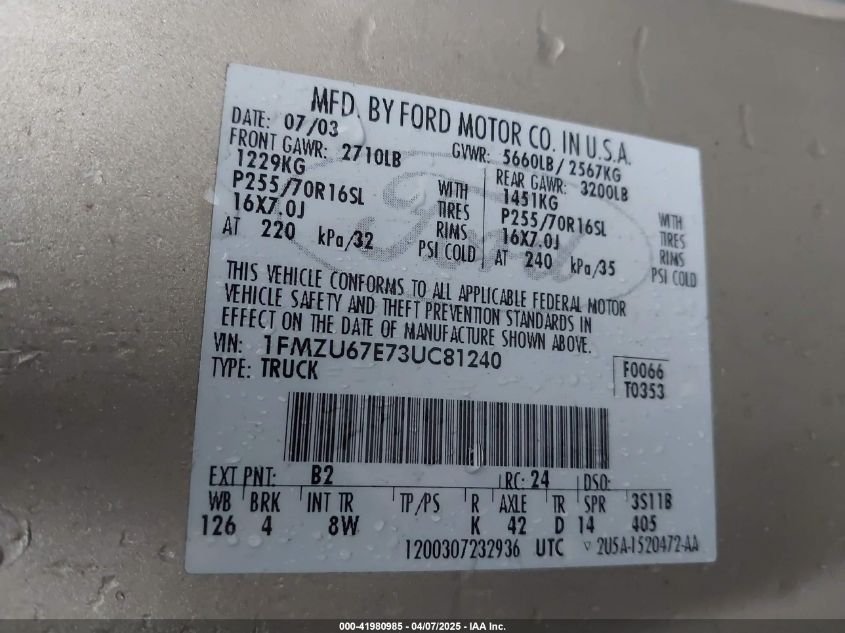 MFD. BY FORD MOTOR CO. IN U.S.A.
DATE: 07/03 GVWR: 5660LB/ 2567KG
FRONT GAWR: 2710LB REAR GAWR: 3200LB
1229KG WITH 1451KG WITH
P255/70R16SL TIRES P255/70R16SL TIRES
16X7.0J RIMS 16X7.0J RIMS
AT 220 kPa/32 PSI COLD AT 240 kPa/35 PSI COLD
THIS VEHICLE CONFORMS TO ALL APPLICABLE FEDERAL MOTOR
VEHICLE SAFETY AND THEFT PREVENTION STANDARDS IN
EFFECT ON THE DATE OF MANUFACTURE SHOWN ABOVE.
VIN: 1FMZU67E73UC81240
TYPE: TRUCK
F0066
T0353
Ford
EXT PNT: B2 RC: 24 DSO:
WB BRK INT TR TP/PS R AXLE TR SPR 3S11B
126 4 8W K 42 D 14 405
1200307232936 UTC ▽ 2U5A-1520472-AA
000-41980985 - 04/07/2025 - IAA Inc.